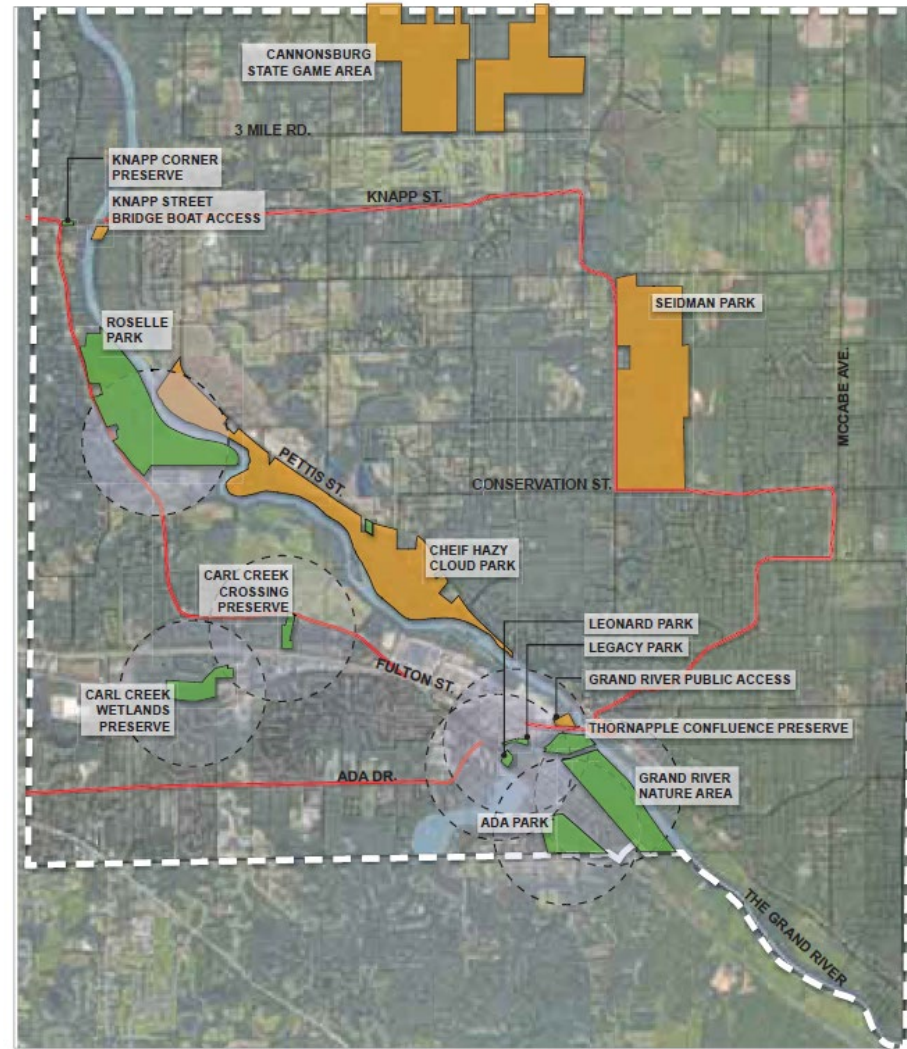 CANNONSBURG
STATE GAME AREA
3 MILE RD.
KNAPP CORNER
PRESERVE
KNAPP ST.
KNAPP STREET
BRIDGE BOAT ACCESS
SEIDMAN PARK
ROSELLE
PARK
MCCABE AVE.
PETTIS ST.
CONSERVATION ST.
CHEIF HAZY
CLOUD PARK
CARL CREEK
CROSSING
PRESERVE
LEONARD PARK
LEGACY PARK
FULTON ST.
GRAND RIVER PUBLIC ACCESS
CARL CREEK
WETLANDS
PRESERVE
THORNAPPLE CONFLUENCE PRESERVE
ADA DR.
GRAND RIVER
NATURE AREA
ADA PARK
THE GRAND RIVER